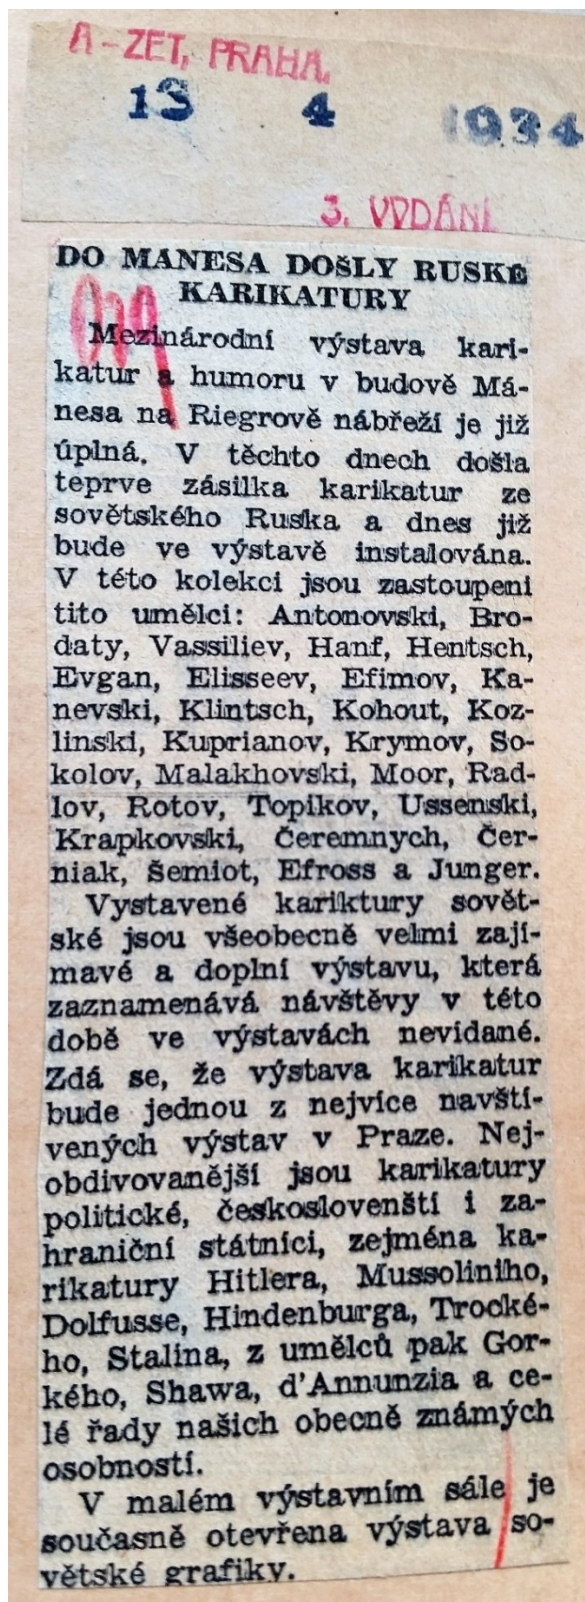 A-ZET, PRAHA.
13 4 1934
3. VYDÁNÍ
DO MANESA DOŠLY RUSKÉ
KARIKATURY
Mezinárodní výstava kari-
katur a humoru v budově Má-
nesa na Riegrově nábřeží je již
úplná. V těchto dnech došla
teprve zásilka karikatur ze
sovětského Ruska a dnes již
bude ve výstavě instalována.
V této kolekci jsou zastoupeni
tito umělci: Antonovski, Bro-
daty, Vassiliev, Hanf, Hentsch,
Evgan, Elisseev, Efimov, Ka-
nevski, Klintsch, Kohout, Koz-
linski, Kuprianov, Krymov, So-
kolov, Malakhovski, Moor, Rad-
lov, Rotov, Topikov, Ussenski,
Krapkovski, Čeremnych, Čer-
niak, Šemiot, Efross a Junger.
Vystavené kariktury sovět-
ské jsou všeobecně velmi zají-
mavé a doplní výstavu, která
zaznamenává návštěvy v této
době ve výstavách nevídané.
Zdá se, že výstava karikatur
bude jednou z nejvíce navští-
vených výstav v Praze. Nej-
obdivovanější jsou karikatury
politické, českoslovenští i za-
hraniční státníci, zejména ka-
rikatury Hitlera, Mussoliniho,
Dolfusse, Hindenburga, Trocké-
ho, Stalina, z umělců pak Gor-
kého, Shawa, d'Annunzia a ce-
lé řady našich obecně známých
osobností.
V malém výstavním sále je
současně otevřena výstava so-
větské grafiky.